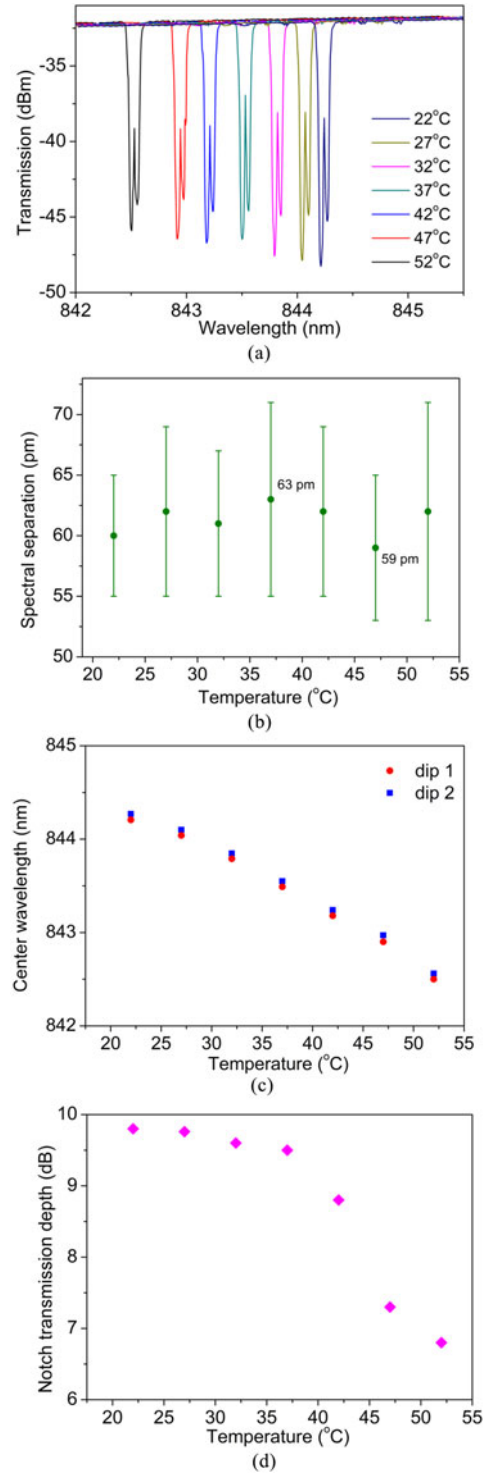 Transmission (dBm)
-35
-40
-45
-50
22°C
27°C
32°C
37°C
42°C
47°C
52°C
842
843
844
845
Wavelength (nm)
(a)
Spectral separation (pm)
70
65
60
55
50
63 pm
59 pm
20 25 30 35 40 45 50 55
Temperature (°C)
(b)
Center wavelength (nm)
845
844
843
842
dip 1
dip 2
20 25 30 35 40 45 50 55
Temperature (°C)
(c)
Notch transmission depth (dB)
10
9
8
7
6
20 25 30 35 40 45 50 55
Temperature (°C)
(d)